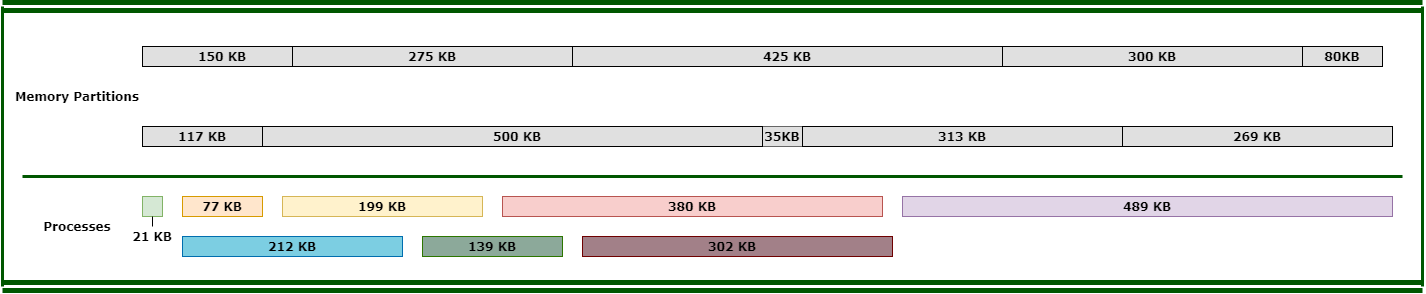 150 KB 275 KB 425 KB 300 KB 80KB
Memory Partitions
117 KB 500 KB 35KB 313 KB 269 KB
77 KB 199 KB 380 KB 489 KB
Processes
21 KB
212 KB 139 KB 302 KB